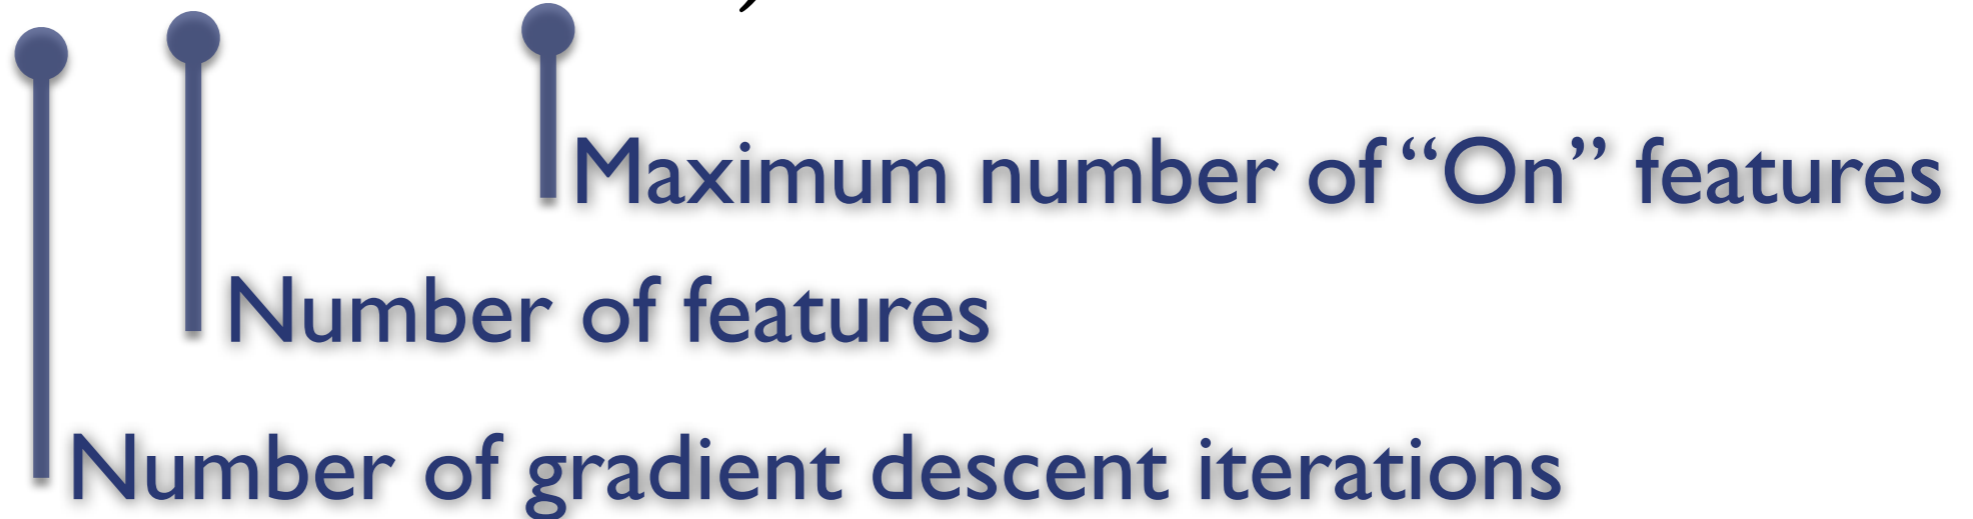 Maximum number of “On” features
Number of features
Number of gradient descent iterations